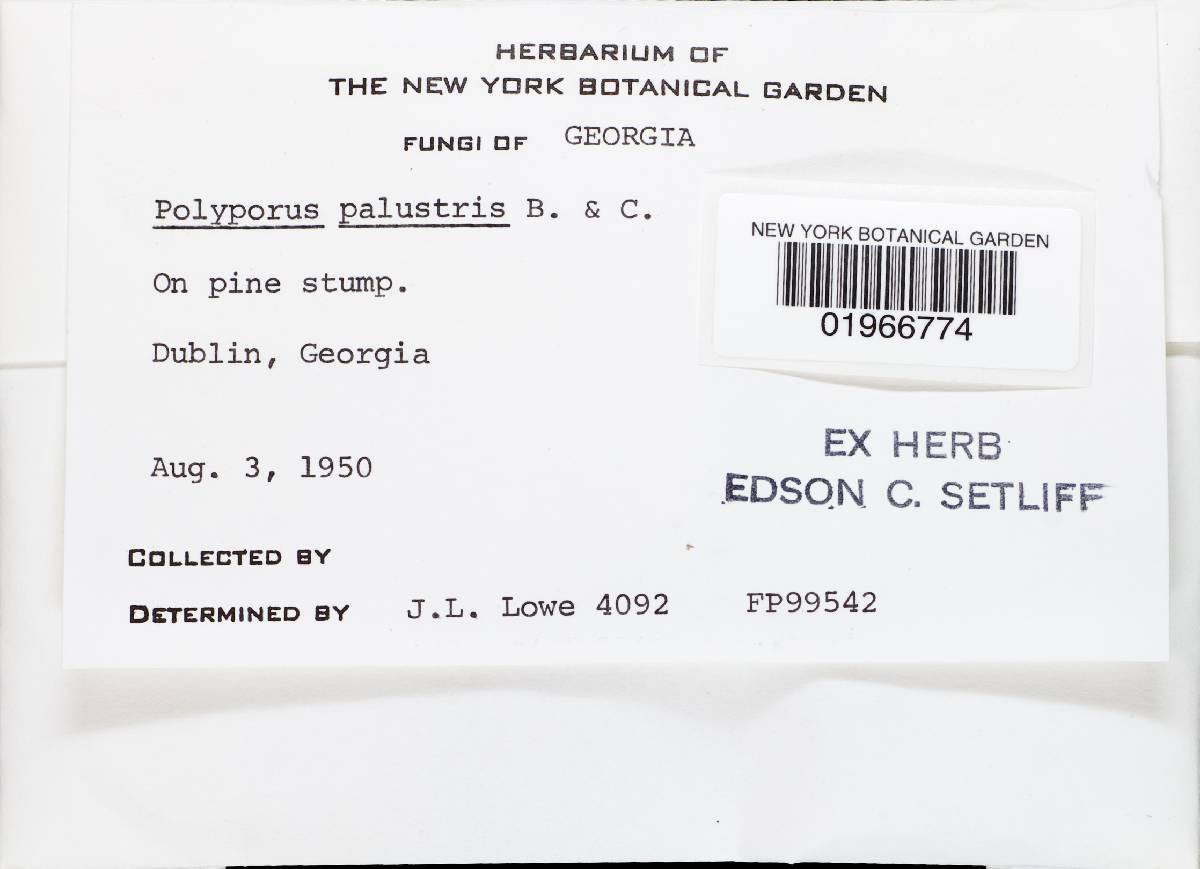 HERBARIUM OF
THE NEW YORK BOTANICAL GARDEN
FUNGI OF GEORGIA
Polyporus palustris B. & C.
On pine stump.
Dublin, Georgia
Aug. 3, 1950
NEW YORK BOTANICAL GARDEN
01966774
EX HERB
EDSON C. SETLIFF
COLLECTED BY
DETERMINED BY J.L. Lowe 4092 FP99542